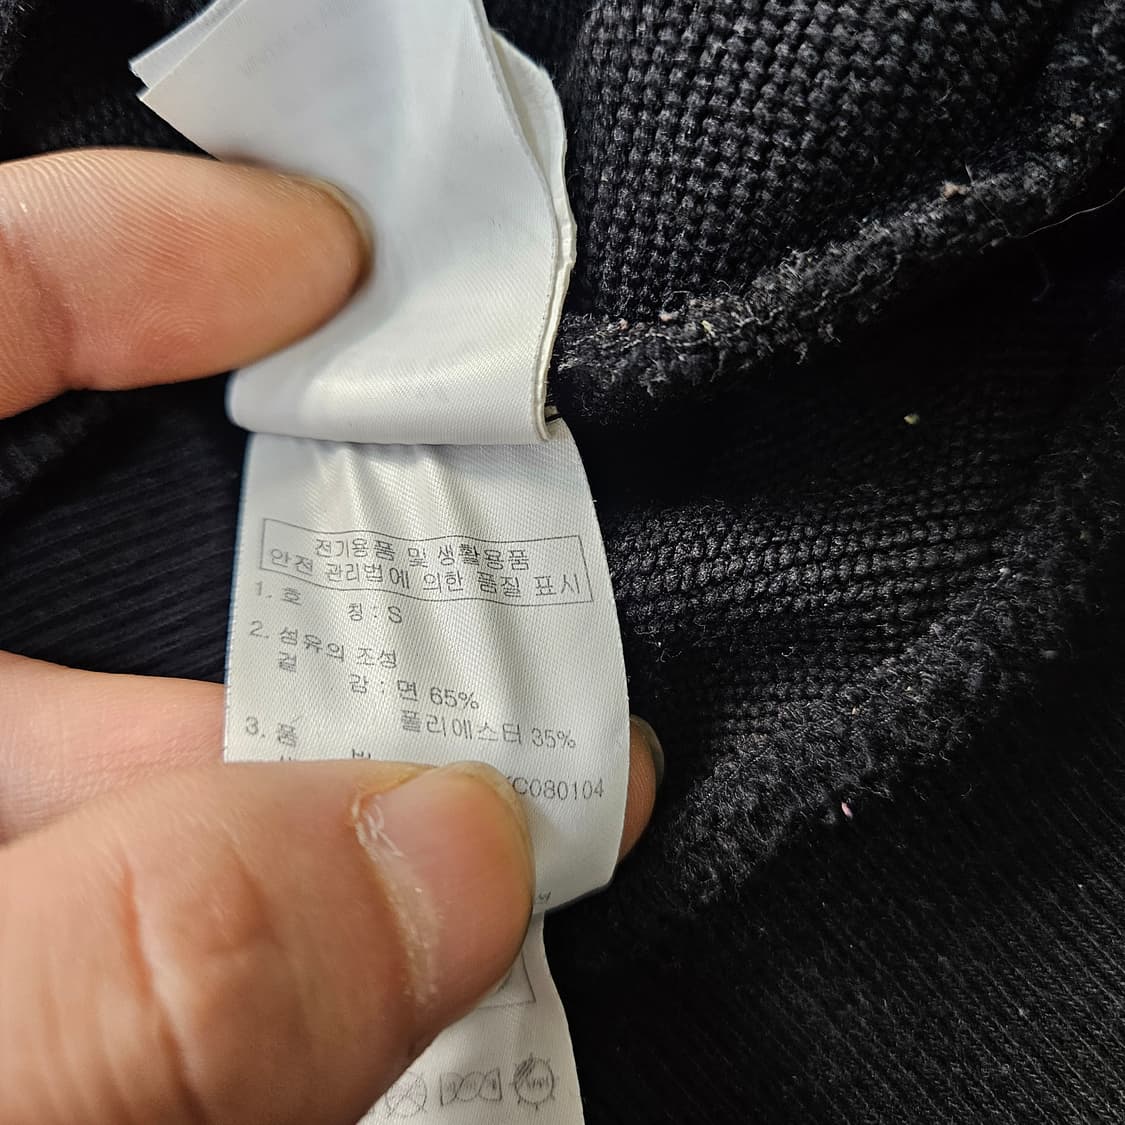 전기용품 및 생활용품
안전 관리법에 의한 품질 표시
1. 호 칭 : S
2. 섬유의 조성
겉 감 : 면 65%
폴리에스터 35%
3. 품 번
C080104